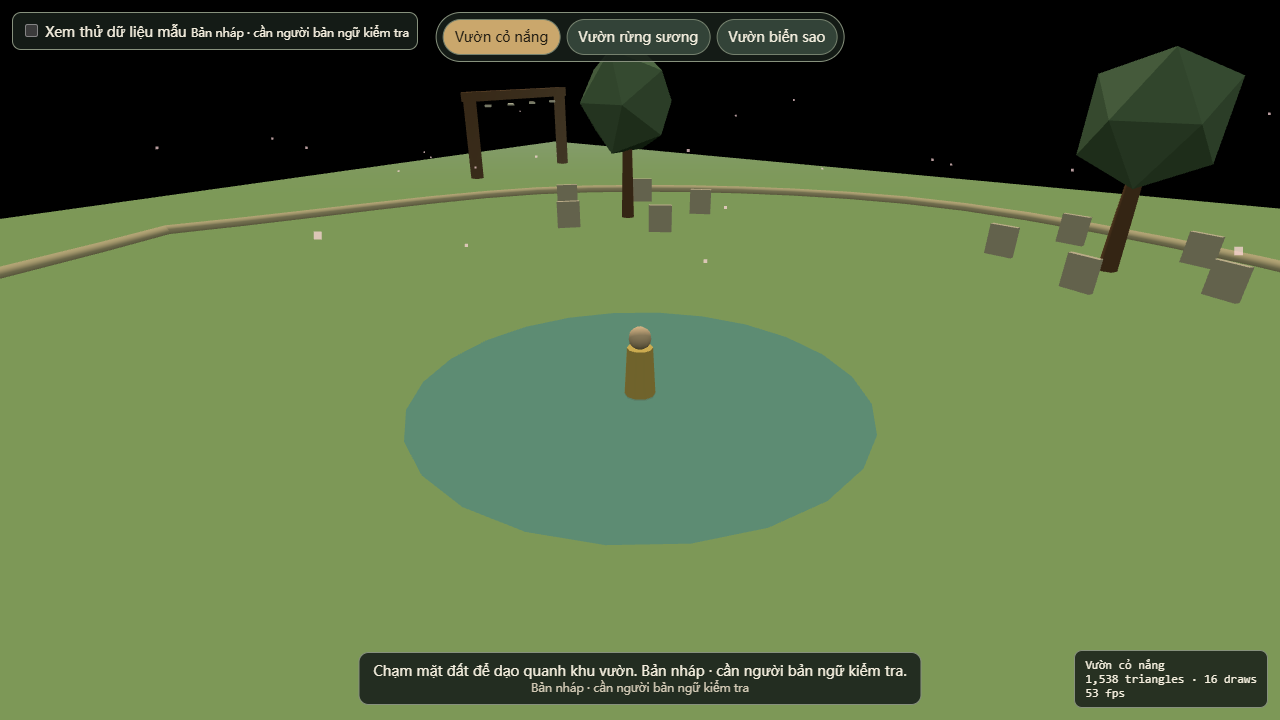 Xem thử dữ liệu mẫu Bản nháp · cần người bản ngữ kiểm tra
Vườn cỏ nắng
Vườn rừng sương
Vườn biển sao
Chạm mặt đất để dạo quanh khu vườn. Bản nháp · cần người bản ngữ kiểm tra.
Bản nháp · cần người bản ngữ kiểm tra
Vườn cỏ nắng
1,538 triangles · 16 draws
53 fps